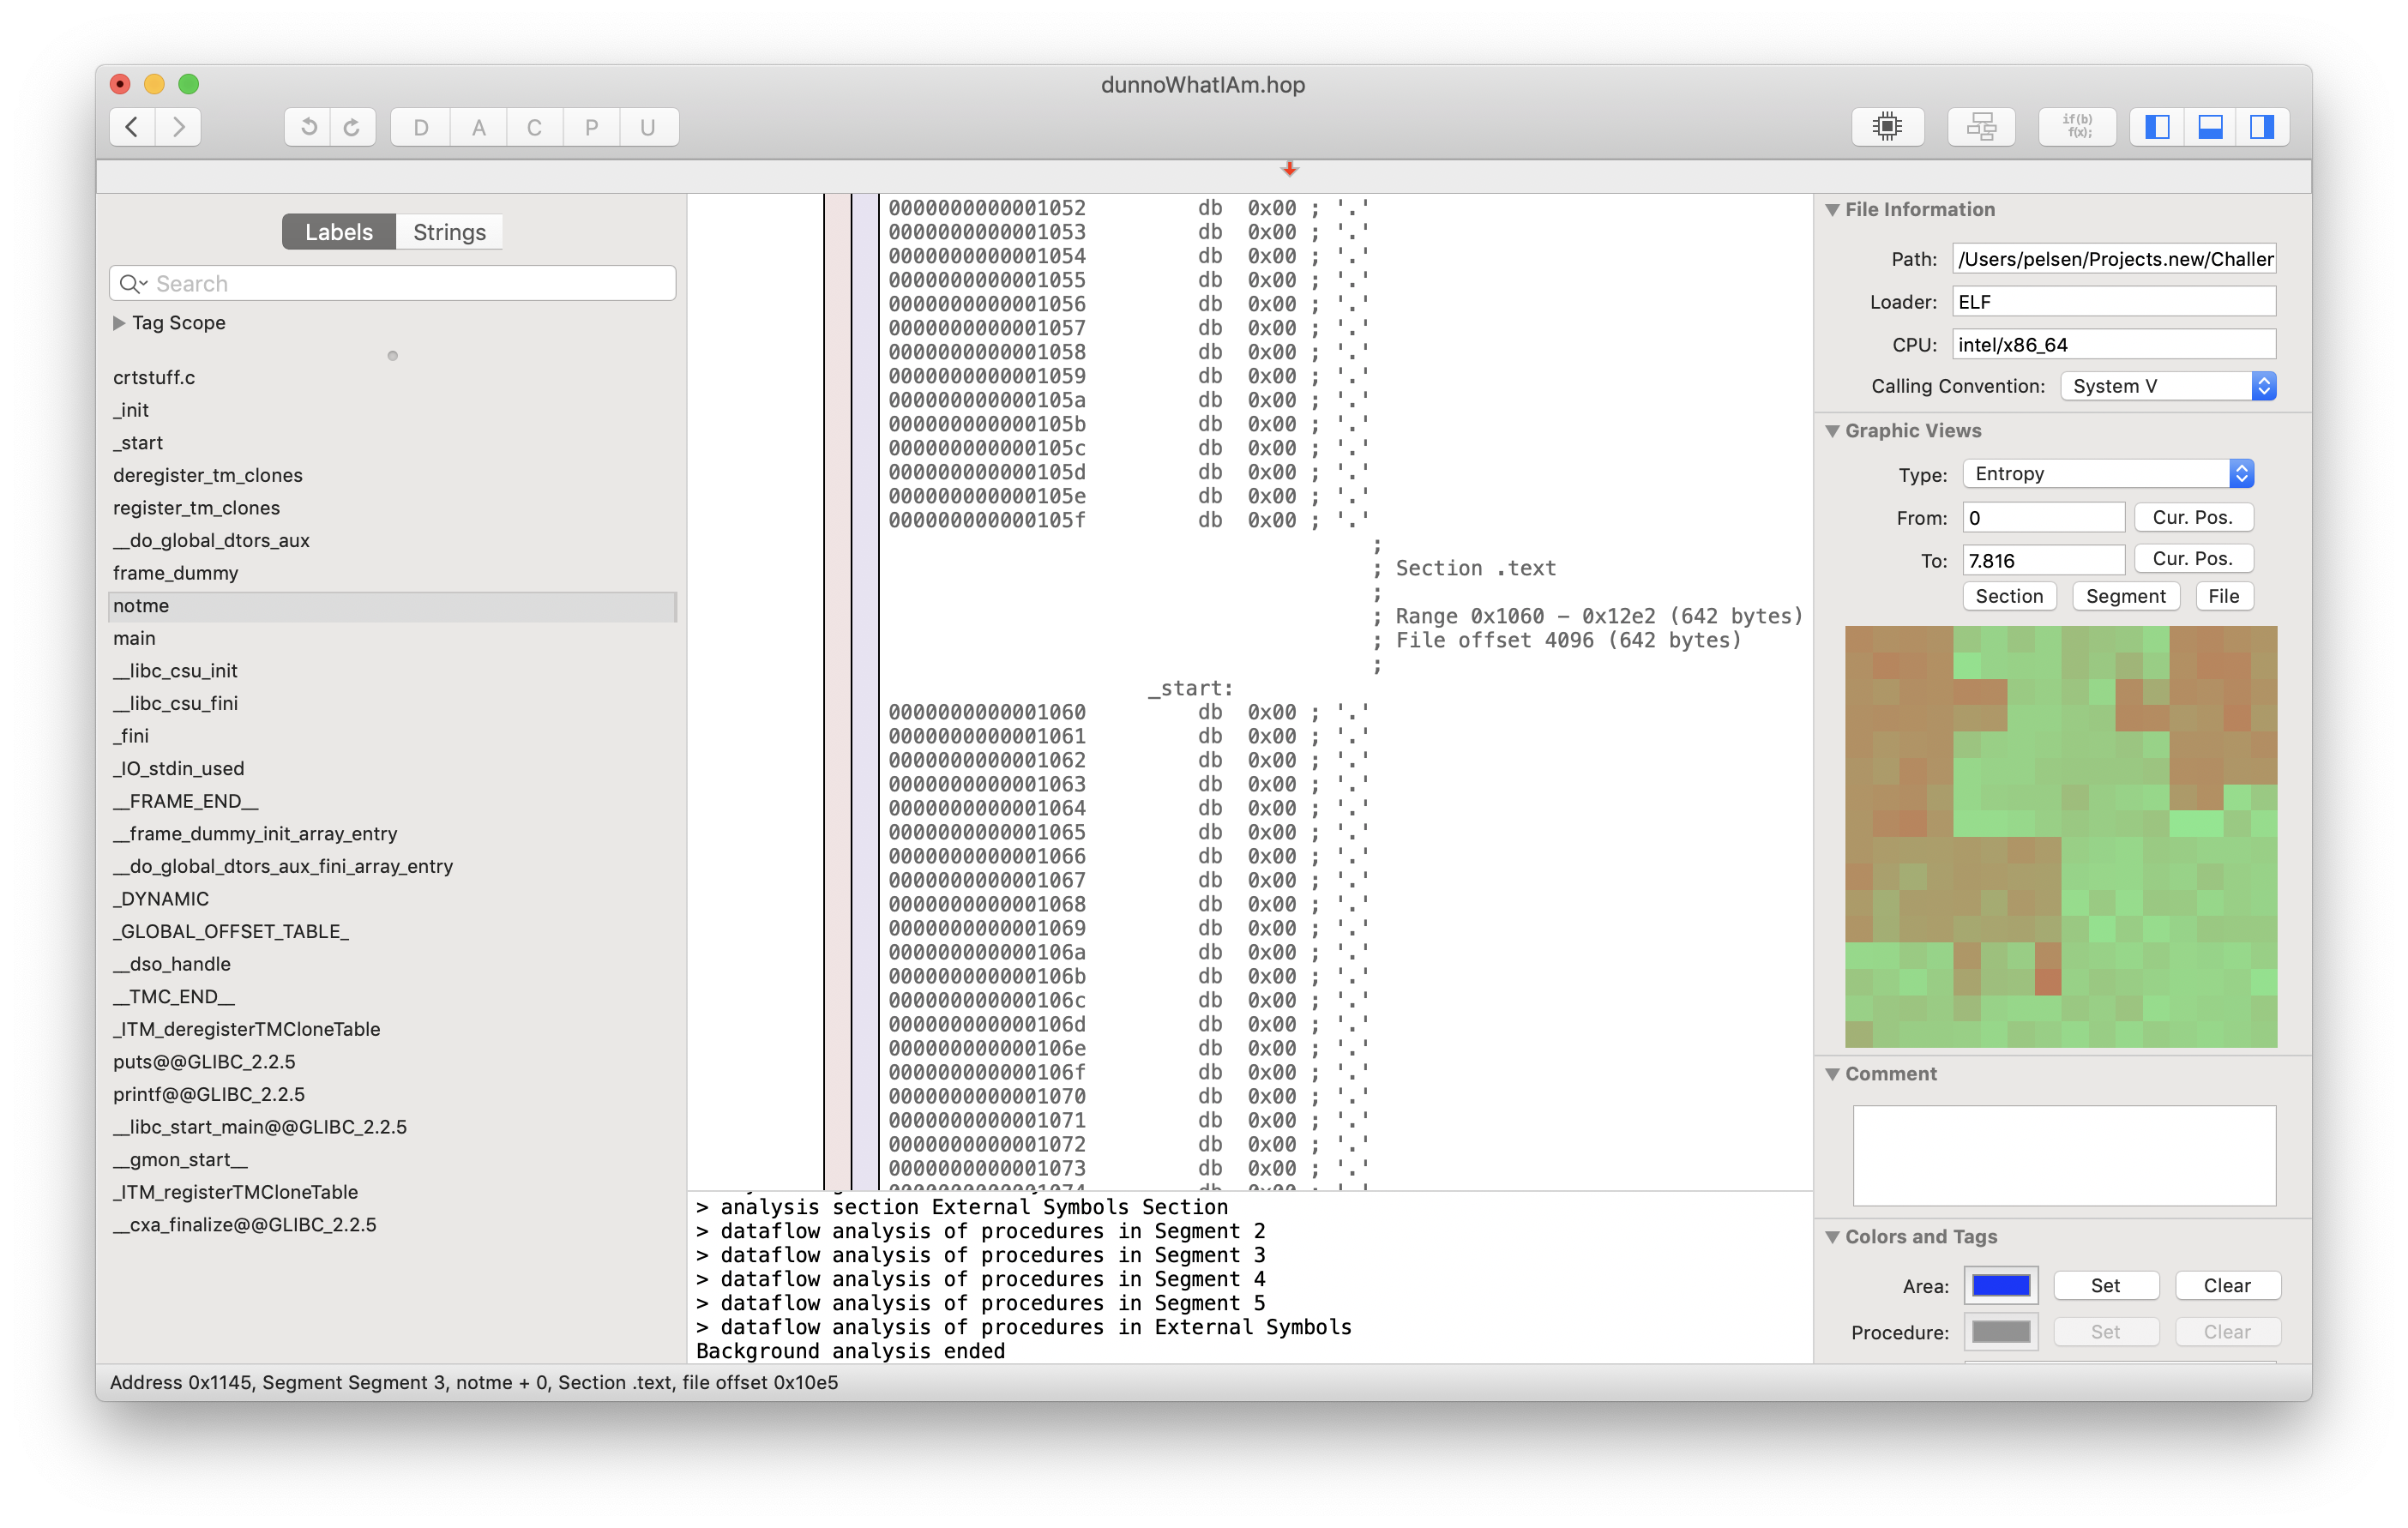 dunnoWhatIAm.hop
D A C P U
if(b)
f(x);
Labels Strings
Search
Tag Scope
crtstuff.c
_init
_start
deregister_tm_clones
register_tm_clones
__do_global_dtors_aux
frame_dummy
notme
main
__libc_csu_init
__libc_csu_fini
_fini
_IO_stdin_used
__FRAME_END__
__frame_dummy_init_array_entry
__do_global_dtors_aux_fini_array_entry
_DYNAMIC
_GLOBAL_OFFSET_TABLE_
__dso_handle
__TMC_END__
_ITM_deregisterTMCloneTable
puts@@GLIBC_2.2.5
printf@@GLIBC_2.2.5
__libc_start_main@@GLIBC_2.2.5
__gmon_start__
_ITM_registerTMCloneTable
__cxa_finalize@@GLIBC_2.2.5
0000000000001052 db 0x00 ; '.'
0000000000001053 db 0x00 ; '.'
0000000000001054 db 0x00 ; '.'
0000000000001055 db 0x00 ; '.'
0000000000001056 db 0x00 ; '.'
0000000000001057 db 0x00 ; '.'
0000000000001058 db 0x00 ; '.'
0000000000001059 db 0x00 ; '.'
000000000000105a db 0x00 ; '.'
000000000000105b db 0x00 ; '.'
000000000000105c db 0x00 ; '.'
000000000000105d db 0x00 ; '.'
000000000000105e db 0x00 ; '.'
000000000000105f db 0x00 ; '.'
;
; Section .text
;
; Range 0x1060 – 0x12e2 (642 bytes)
; File offset 4096 (642 bytes)
;
_start:
0000000000001060 db 0x00 ; '.'
0000000000001061 db 0x00 ; '.'
0000000000001062 db 0x00 ; '.'
0000000000001063 db 0x00 ; '.'
0000000000001064 db 0x00 ; '.'
0000000000001065 db 0x00 ; '.'
0000000000001066 db 0x00 ; '.'
0000000000001067 db 0x00 ; '.'
0000000000001068 db 0x00 ; '.'
0000000000001069 db 0x00 ; '.'
000000000000106a db 0x00 ; '.'
000000000000106b db 0x00 ; '.'
000000000000106c db 0x00 ; '.'
000000000000106d db 0x00 ; '.'
000000000000106e db 0x00 ; '.'
000000000000106f db 0x00 ; '.'
0000000000001070 db 0x00 ; '.'
0000000000001071 db 0x00 ; '.'
0000000000001072 db 0x00 ; '.'
0000000000001073 db 0x00 ; '.'
> analysis section External Symbols Section
> dataflow analysis of procedures in Segment 2
> dataflow analysis of procedures in Segment 3
> dataflow analysis of procedures in Segment 4
> dataflow analysis of procedures in Segment 5
> dataflow analysis of procedures in External Symbols
Background analysis ended
File Information
Path: /Users/pelsen/Projects.new/Challer
Loader: ELF
CPU: intel/x86_64
Calling Convention: System V
Graphic Views
Type: Entropy
From: 0 Cur. Pos.
To: 7.816 Cur. Pos.
Section Segment File
Comment
Colors and Tags
Area: Set Clear
Procedure: Set Clear
Address 0x1145, Segment Segment 3, notme + 0, Section .text, file offset 0x10e5